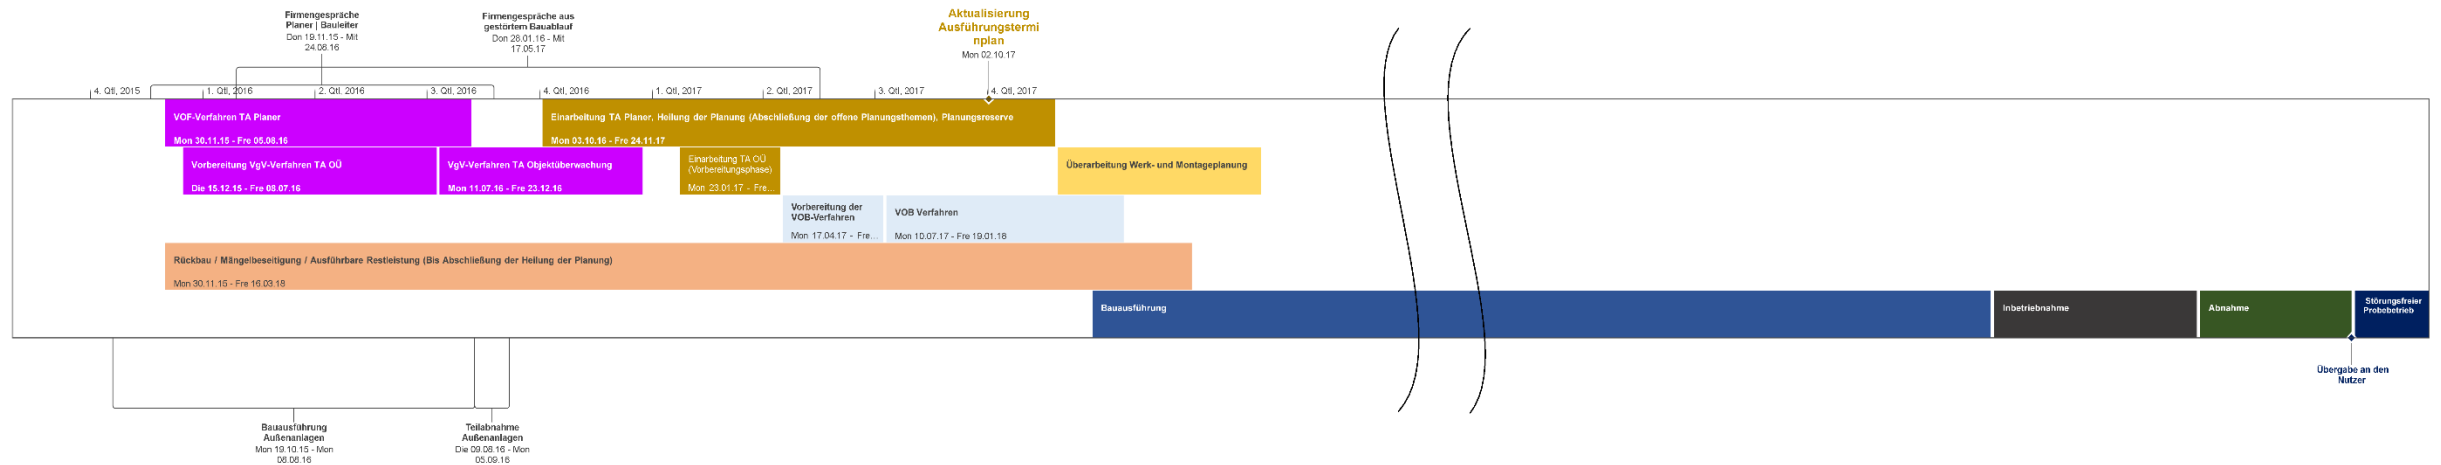 Firmengespräche
Planer | Bauleiter
Don 19.11.15 - Mit
24.08.16
Firmengespräche aus
gestörtem Bauablauf
Don 28.01.16 - Mit
17.05.17
Aktualisierung
Ausführungstermi
nplan
Mon 02.10.17
4. Qtl, 2015
1. Qtl, 2016
2. Qtl, 2016
3. Qtl, 2016
4. Qtl, 2016
1. Qtl, 2017
2. Qtl, 2017
3. Qtl, 2017
4. Qtl, 2017
VOF-Verfahren TA Planer
Mon 30.11.15 - Fre 05.08.16
Einarbeitung TA Planer, Heilung der Planung (Abschließung der offene Planungsthemen), Planungsreserve
Mon 03.10.16 - Fre 24.11.17
Vorbereitung VgV-Verfahren TA OÜ
Die 15.12.15 - Fre 08.07.16
VgV-Verfahren TA Objektüberwachung
Mon 11.07.16 - Fre 23.12.16
Einarbeitung TA OÜ
(Vorbereitungsphase)
Mon 23.01.17 - Fre...
Überarbeitung Werk- und Montageplanung
Vorbereitung der
VOB-Verfahren
Mon 17.04.17 - Fre...
VOB Verfahren
Mon 10.07.17 - Fre 19.01.18
Rückbau / Mängelbeseitigung / Ausführbare Restleistung (Bis Abschließung der Heilung der Planung)
Mon 30.11.15 - Fre 16.03.18
Bauausführung
Inbetriebnahme
Abnahme
Störungsfreier
Probebetrieb
Übergabe an den
Nutzer
Bauausführung
Außenanlagen
Mon 19.10.15 - Mon
08.08.16
Teilabnahme
Außenanlagen
Die 09.08.16 - Mon
05.09.16